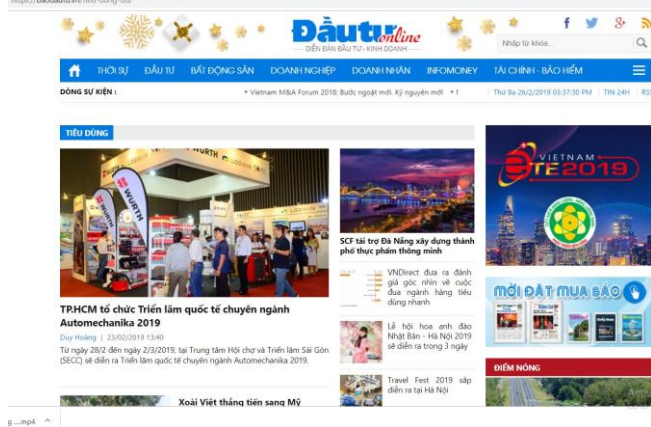 Đầutưonline
DIỄN ĐÀN ĐẦU TƯ - KINH DOANH
Nhập từ khóa...
THỜI SỰ ĐẦU TƯ BẤT ĐỘNG SẢN DOANH NGHIỆP DOANH NHÂN INFOMONEY TÀI CHÍNH - BẢO HIỂM
DÒNG SỰ KIỆN : * Vietnam M&A Forum 2018: Bước ngoặt mới. Kỷ nguyên mới Thứ Ba 26/2/2019 03:37:30 PM TIN 24H RSS
TIÊU DÙNG
WURTH
WURTH
WURTH
VIETNAM
ETE 2019
SCF tài trợ Đà Nẵng xây dựng thành
phố thực phẩm thông minh
VNDirect đưa ra đánh
giá góc nhìn về cuộc
đua ngành hàng tiêu
dùng nhanh
MỜI ĐẶT MUA BÁO
TP.HCM tổ chức Triển lãm quốc tế chuyên ngành
Automechanika 2019
Duy Hoàng | 23/02/2019 13:40
Từ ngày 28/2 đến ngày 2/3/2019, tại Trung tâm Hội chợ và Triển lãm Sài Gòn
(SECC) sẽ diễn ra Triển lãm quốc tế chuyên ngành Automechanika 2019.
Lễ hội hoa anh đào
Nhật Bản - Hà Nội 2019
sẽ diễn ra trong 3 ngày
ĐIỂM NÓNG
Travel Fest 2019 sắp
diễn ra tại Hà Nội
Xoài Việt thẳng tiến sang Mỹ
g ....mp4